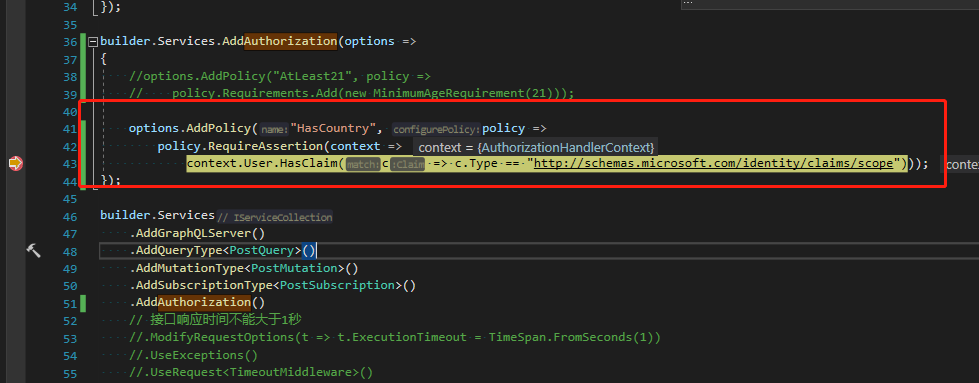 ...
34 });
35
36 builder.Services.AddAuthorization(options =>
37 {
38 //options.AddPolicy("AtLeast21", policy =>
39 //    policy.Requirements.Add(new MinimumAgeRequirement(21)));
40
41 options.AddPolicy(name:"HasCountry", configurePolicy:policy =>
42 policy.RequireAssertion(context => context = {AuthorizationHandlerContext}
43 context.User.HasClaim(match:c:Claim => c.Type == "http://schemas.microsoft.com/identity/claims/scope"))); conte
44 });
45
46 builder.Services // IServiceCollection
47 .AddGraphQLServer()
48 .AddQueryType<PostQuery>()
49 .AddMutationType<PostMutation>()
50 .AddSubscriptionType<PostSubscription>()
51 .AddAuthorization()
52 // 接口响应时间不能大于1秒
53 //.ModifyRequestOptions(t => t.ExecutionTimeout = TimeSpan.FromSeconds(1))
54 //.UseExceptions()
55 //.UseRequest<TimeoutMiddleware>()